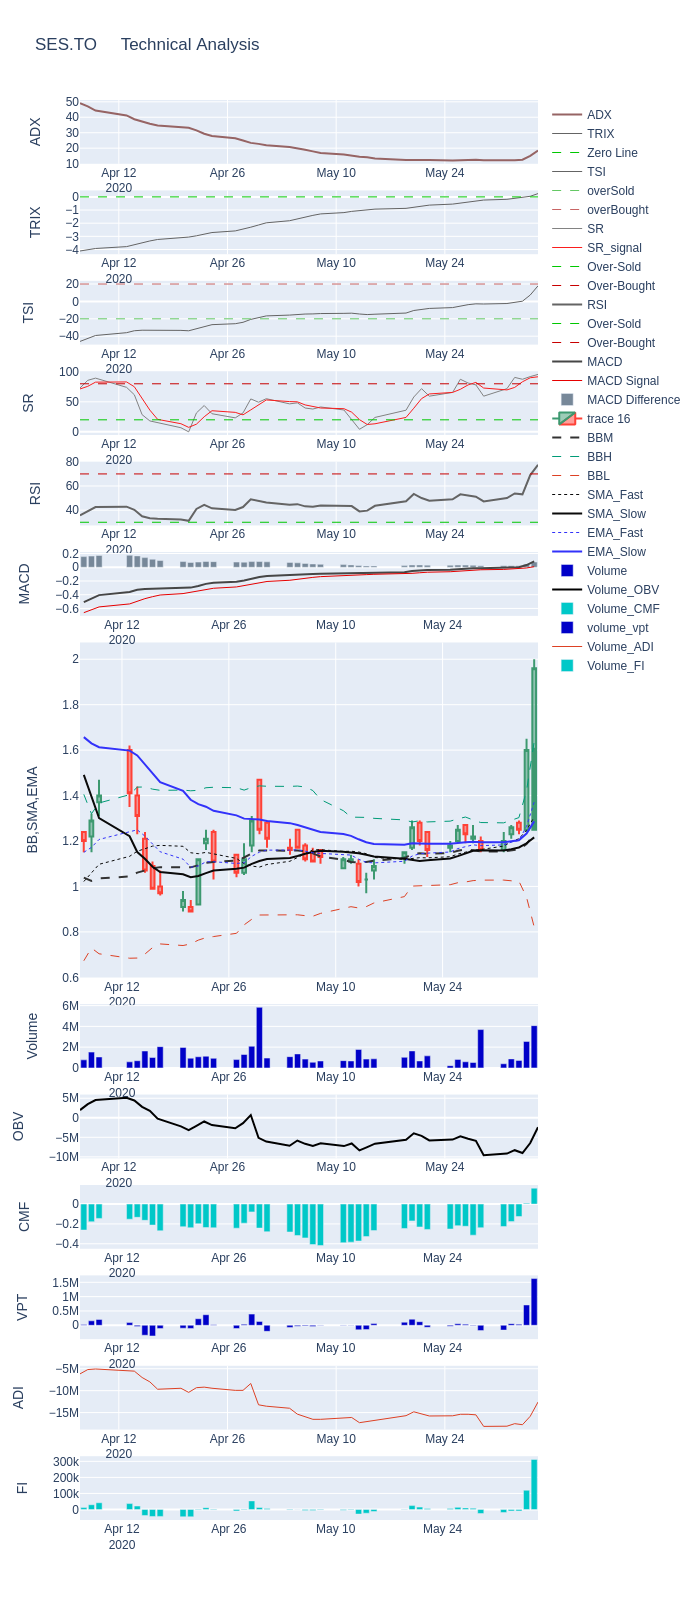 SES.TO Technical Analysis
ADX
50
40
30
20
10
Apr 12
2020
Apr 26
May 10
May 24
TRIX
0
−1
−2
−3
−4
Apr 12
2020
Apr 26
May 10
May 24
TSI
20
0
−20
−40
Apr 12
2020
Apr 26
May 10
May 24
SR
100
50
0
Apr 12
2020
Apr 26
May 10
May 24
RSI
80
60
40
Apr 12
2020
Apr 26
May 10
May 24
MACD
0.2
0
−0.2
−0.4
−0.6
Apr 12
2020
Apr 26
May 10
May 24
BB,SMA,EMA
2
1.8
1.6
1.4
1.2
1
0.8
0.6
Apr 12
2020
Apr 26
May 10
May 24
Volume
6M
4M
2M
0
Apr 12
2020
Apr 26
May 10
May 24
OBV
5M
0
−5M
−10M
Apr 12
2020
Apr 26
May 10
May 24
CMF
0
−0.2
−0.4
Apr 12
2020
Apr 26
May 10
May 24
VPT
1.5M
1M
0.5M
0
Apr 12
2020
Apr 26
May 10
May 24
ADI
−5M
−10M
−15M
Apr 12
2020
Apr 26
May 10
May 24
FI
300k
200k
100k
0
Apr 12
2020
Apr 26
May 10
May 24
ADX
TRIX
Zero Line
TSI
overSold
overBought
SR
SR_signal
Over-Sold
Over-Bought
RSI
Over-Sold
Over-Bought
MACD
MACD Signal
MACD Difference
trace 16
BBM
BBH
BBL
SMA_Fast
SMA_Slow
EMA_Fast
EMA_Slow
Volume
Volume_OBV
Volume_CMF
volume_vpt
Volume_ADI
Volume_FI